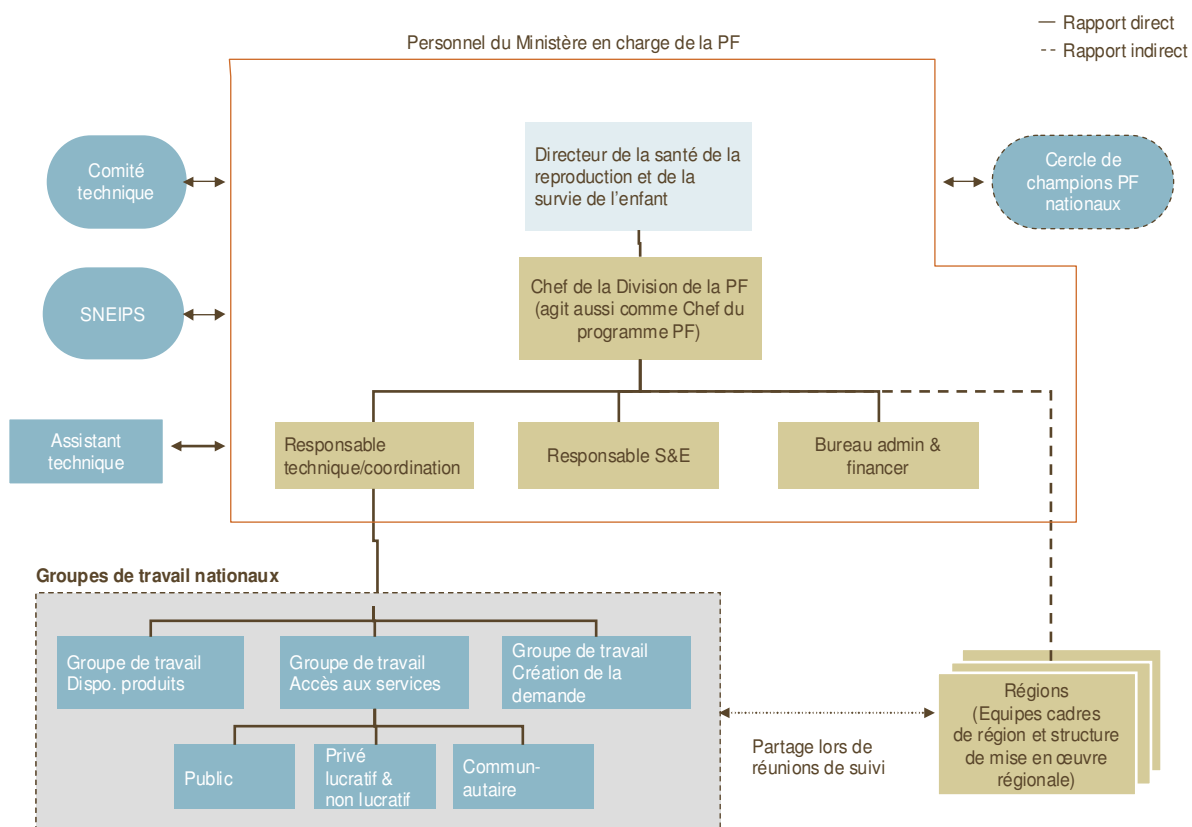 Personnel du Ministère en charge de la PF
Rapport direct
Rapport indirect
Comité
technique
Directeur de la santé de la
reproduction et de la
survie de l'enfant
Cercle de
champions PF
nationaux
SNEIPS
Chef de la Division de la PF
(agit aussi comme Chef du
programme PF)
Assistant
technique
Responsable
technique/coordination
Responsable S&E
Bureau admin &
financer
Groupes de travail nationaux
Groupe de travail
Dispo. produits
Groupe de travail
Accès aux services
Groupe de travail
Création de la
demande
Public
Privé
lucratif &
non lucratif
Commun-
autaire
Partage lors de
réunions de suivi
Régions
(Equipes cadres
de région et structure
de mise en œuvre
régionale)